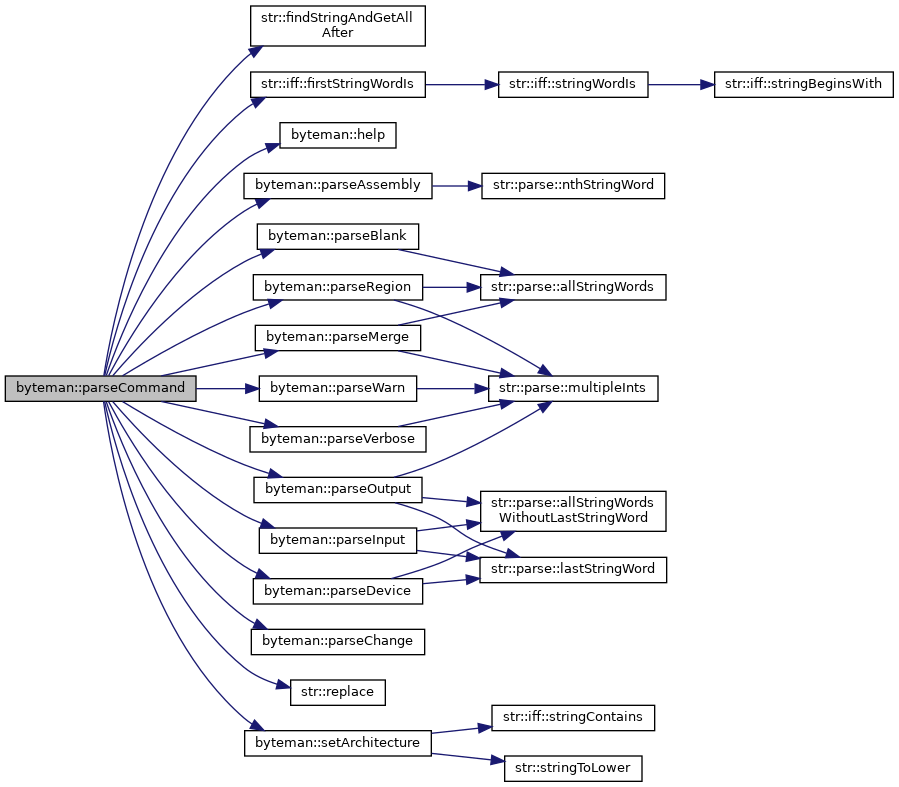 str::findStringAndGetAll
After
str::iff::firstStringWordIs
str::iff::stringWordIs
str::iff::stringBeginsWith
byteman::help
byteman::parseAssembly
str::parse::nthStringWord
byteman::parseBlank
byteman::parseRegion
str::parse::allStringWords
byteman::parseMerge
byteman::parseCommand
byteman::parseWarn
str::parse::multipleInts
byteman::parseVerbose
byteman::parseOutput
str::parse::allStringWords
WithoutLastStringWord
byteman::parseInput
str::parse::lastStringWord
byteman::parseDevice
byteman::parseChange
str::replace
str::iff::stringContains
byteman::setArchitecture
str::stringToLower